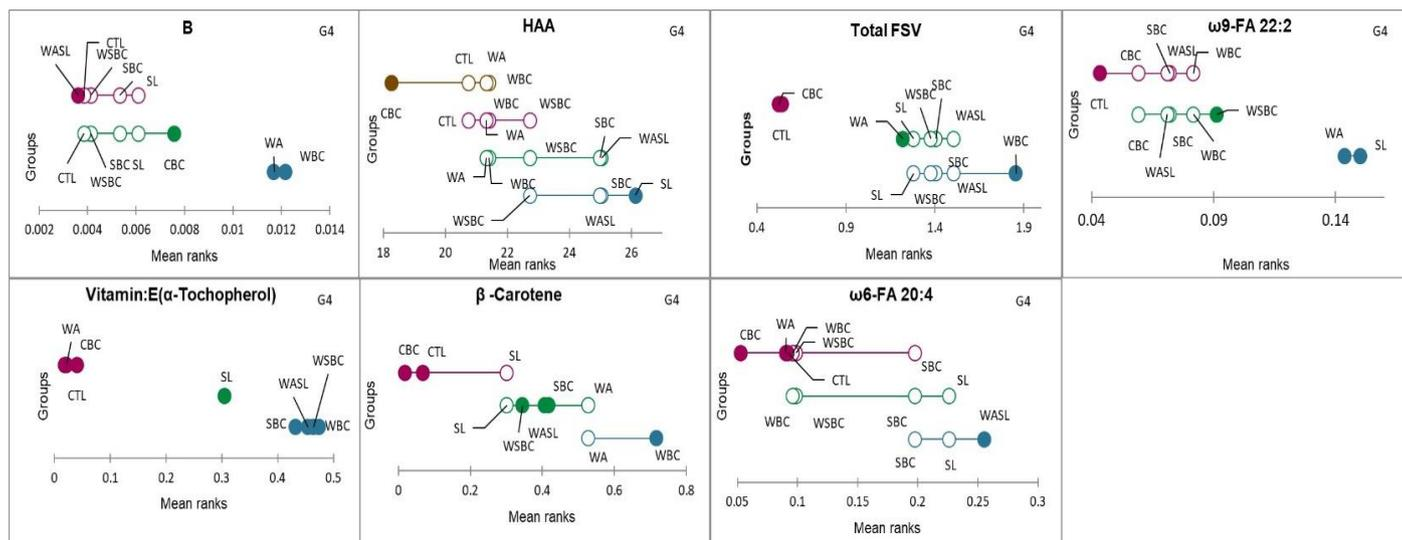 B
G4
WASL
CTL
WSBC
SBC
SL
Groups
CTL
WSBC
SBC SL
CBC
WA
WBC
0.002 0.004 0.006 0.008 0.01 0.012 0.014
Mean ranks
HAA
G4
CTL
WA
WBC
CBC
WBC
WSBC
CTL
WA
SBC
WASL
WSBC
WA
WBC
SBC
SL
WSBC
WASL
Groups
18 20 22 24 26
Mean ranks
Total FSV
G4
CBC
CTL
SBC
WSBC
SL
WA
WASL
WBC
SBC
SL
WASL
WSBC
Groups
0.4 0.9 1.4 1.9
Mean ranks
ω9-FA 22:2
G4
SBC
CBC
WASL
WBC
CTL
WSBC
CBC
SBC
WBC
WASL
WA
SL
Groups
0.04 0.09 0.14
Mean ranks
Vitamin:E(α-Tochopherol)
G4
WA
CBC
CTL
SL
WSBC
WASL
SBC
WBC
Groups
0 0.1 0.2 0.3 0.4 0.5
Mean ranks
β -Carotene
G4
CBC CTL
SL
SBC
WA
SL
WSBC
WASL
WA
WBC
Groups
0 0.2 0.4 0.6 0.8
Mean ranks
ω6-FA 20:4
G4
CBC
WA
WBC
WSBC
CTL
SBC
SL
WBC
WSBC
SBC
WASL
SBC
SL
Groups
0.05 0.1 0.15 0.2 0.25 0.3
Mean ranks